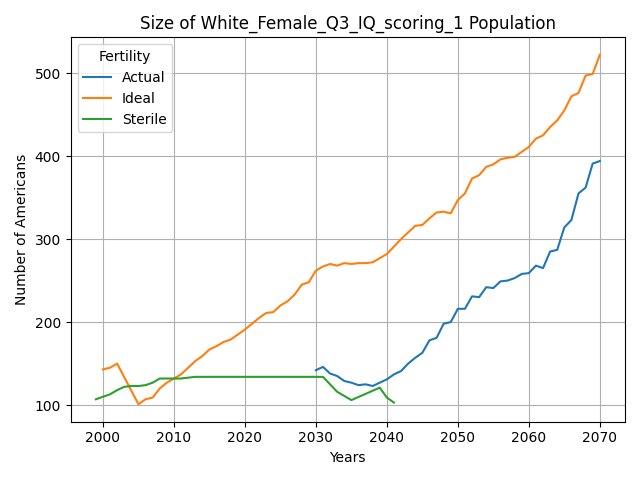 Size of White_Female_Q3_IQ_scoring_1 Population
Fertility
Actual
Ideal
Sterile
Number of Americans
500
400
300
200
100
2000 2010 2020 2030 2040 2050 2060 2070
Years